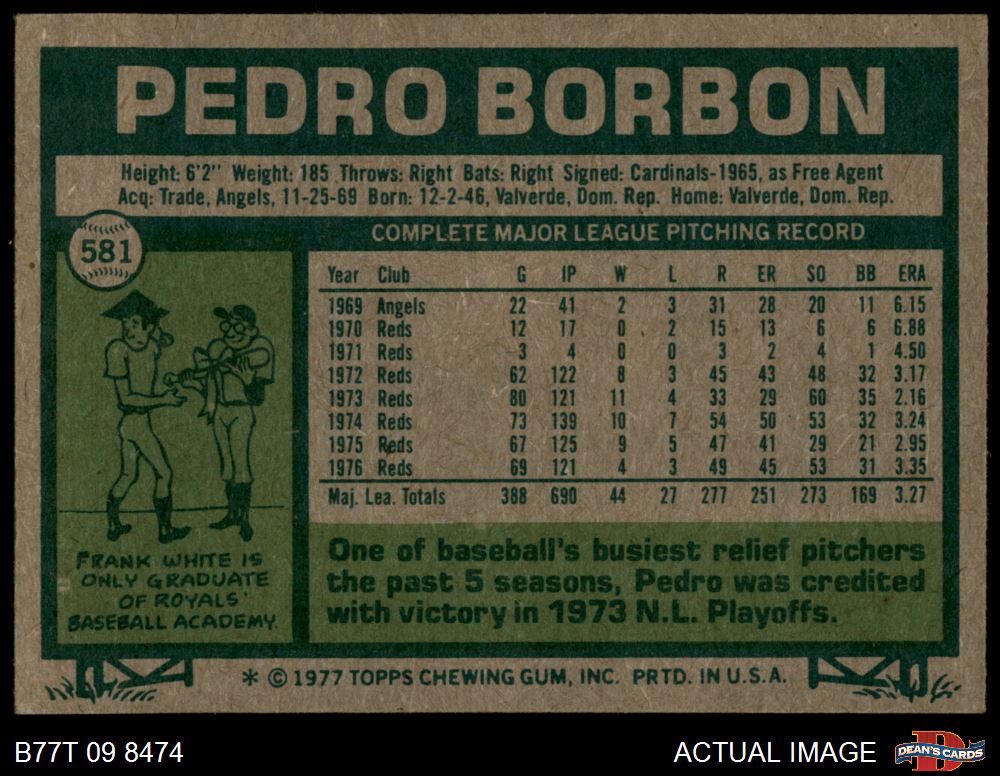 PEDRO BORBON
Height: 6'2" Weight: 185 Throws: Right Bats: Right Signed: Cardinals-1965, as Free Agent
Acq: Trade, Angels, 11-25-69 Born: 12-2-46, Valverde, Dom. Rep. Home: Valverde, Dom. Rep.
581
COMPLETE MAJOR LEAGUE PITCHING RECORD
Year Club G IP W L R ER SO BB ERA
1969 Angels 22 41 2 3 31 28 20 11 6.15
1970 Reds 12 17 0 2 15 13 6 6 6.88
1971 Reds 3 4 0 0 3 2 4 1 4.50
1972 Reds 62 122 8 3 45 43 48 32 3.17
1973 Reds 80 121 11 4 33 29 60 35 2.16
1974 Reds 73 139 10 7 54 50 53 32 3.24
1975 Reds 67 125 9 5 47 41 29 21 2.95
1976 Reds 69 121 4 3 49 45 53 31 3.35
Maj. Lea. Totals 388 690 44 27 277 251 273 169 3.27
FRANK WHITE IS
ONLY GRADUATE
OF ROYALS'
BASEBALL ACADEMY.
One of baseball's busiest relief pitchers
the past 5 seasons, Pedro was credited
with victory in 1973 N.L. Playoffs.
* © 1977 TOPPS CHEWING GUM, INC. PRTD. IN U.S.A.
B77T 09 8474
ACTUAL IMAGE
D
DEAN'S CARDS